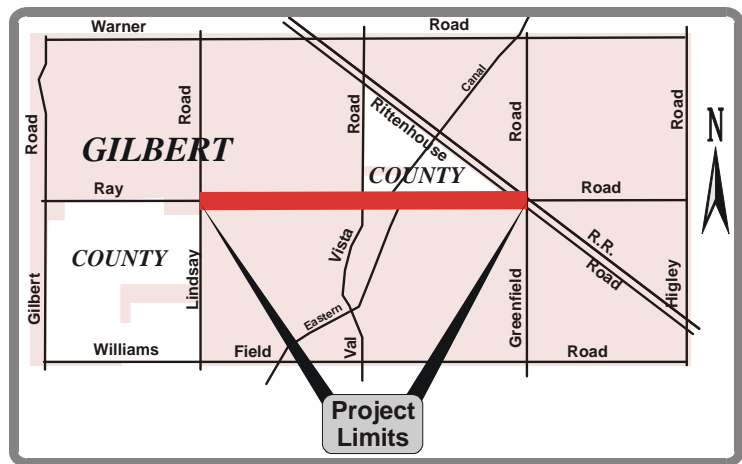 Warner Road
Road
Road
Road
Road
Road
Canal
Rittenhouse
GILBERT
COUNTY
N
Ray Road
COUNTY
Lindsay
Vista
R.R.
Road
Higley
Gilbert
Greenfield
Eastern
Val
Williams Field Road
Project
Limits